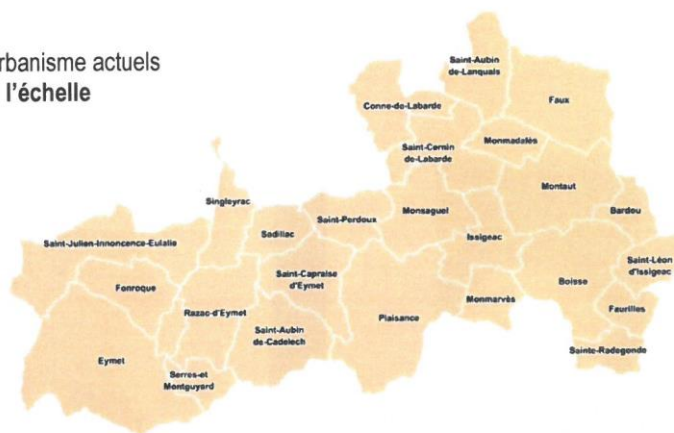 rbanisme actuels
l'échelle
Saint-Aubin
de-Lanquais
Faux
Conne-de-Labarde
Monmadalès
Saint-Cernin
de-Labarde
Montaut
Singleyrac
Bardou
Monsaguel
Saint-Perdoux
Sadillac
Issigeac
Saint-Julien-Innoncence-Eulalie
Saint-Léon
d'Issigeac
Saint-Capraise
d'Eymet
Boisse
Fonroque
Monmarvès
Faurilles
Razac-d'Eymet
Plaisance
Saint-Aubin
de-Cadelech
Eymet
Sainte-Radegonde
Serres-et
Montguyard